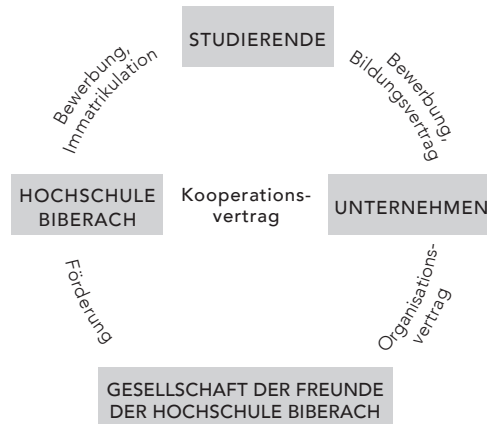 STUDIERENDE
Bewerbung,
Immatrikulation
Bewerbung,
Bildungsvertrag
HOCHSCHULE
BIBERACH
Kooperations-
vertrag
UNTERNEHMEN
Förderung
Organisations-
vertrag
GESELLSCHAFT DER FREUNDE
DER HOCHSCHULE BIBERACH